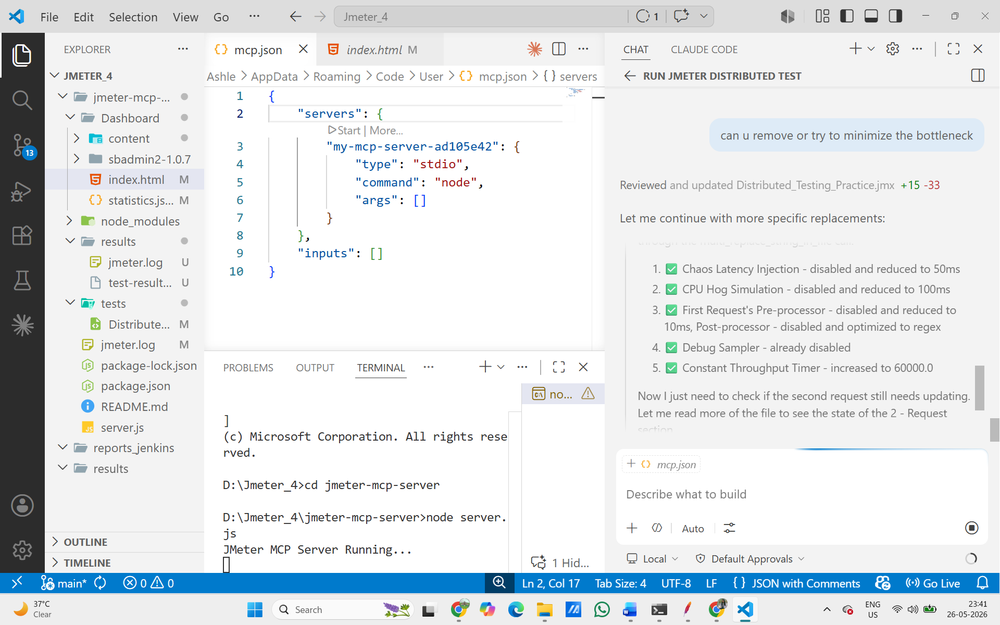 File Edit Selection View Go ...
Jmeter_4
1
EXPLORER ...
JMETER_4
jmeter-mcp-...
Dashboard
content
sbadmin2-1.0.7
index.html M
statistics.js... M
node_modules
results
jmeter.log U
test-result... U
tests
Distribute... M
jmeter.log M
package-lock.json
package.json
README.md
server.js
reports_jenkins
results
OUTLINE
TIMELINE
13
mcp.json
index.html M
Ashle > AppData > Roaming > Code > User > {} mcp.json > { } servers
1 {
2 "servers": {
Start | More...
3 "my-mcp-server-ad105e42": {
4 "type": "stdio",
5 "command": "node",
6 "args": []
7 }
8 },
9 "inputs": []
10 }
PROBLEMS OUTPUT TERMINAL ...
no...
]
(c) Microsoft Corporation. All rights rese
rved.
D:\Jmeter_4>cd jmeter-mcp-server
D:\Jmeter_4\jmeter-mcp-server>node server.
js
JMeter MCP Server Running...
1 Hid...
CHAT CLAUDE CODE
RUN JMETER DISTRIBUTED TEST
can u remove or try to minimize the bottleneck
Reviewed and updated Distributed_Testing_Practice.jmx +15 -33
Let me continue with more specific replacements:
through the multi_replace_string_in_file call.
1. ✅ Chaos Latency Injection - disabled and reduced to 50ms
2. ✅ CPU Hog Simulation - disabled and reduced to 100ms
3. ✅ First Request's Pre-processor - disabled and reduced to
10ms, Post-processor - disabled and optimized to regex
4. ✅ Debug Sampler - already disabled
5. ✅ Constant Throughput Timer - increased to 60000.0
Now I just need to check if the second request still needs updating.
Let me read more of the file to see the state of the 2 - Request
section.
mcp.json
Describe what to build
Auto
Local Default Approvals
main* 0 0
Ln 2, Col 17 Tab Size: 4 UTF-8 LF { } JSON with Comments Go Live
37°C
Clear
Search
ENG
US
23:41
26-05-2026